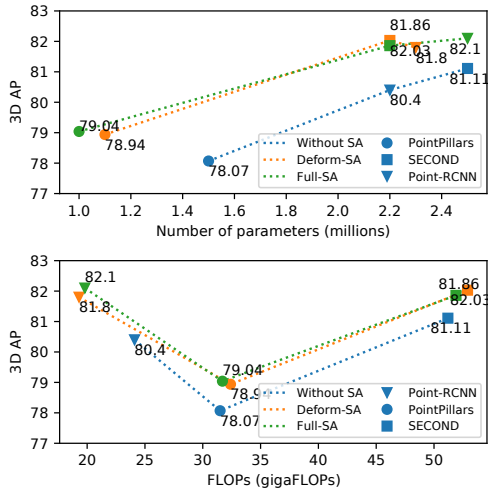 83
82
81
80
79
78
77
3D AP
81.86
82.03
81.8
82.1
81.11
80.4
79.04
78.94
78.07
Without SA
Deform-SA
Full-SA
PointPillars
SECOND
Point-RCNN
1.0 1.2 1.4 1.6 1.8 2.0 2.2 2.4
Number of parameters (millions)
83
82
81
80
79
78
77
3D AP
82.1
81.8
80.4
79.04
78.94
78.07
81.86
82.03
81.11
Without SA
Deform-SA
Full-SA
Point-RCNN
PointPillars
SECOND
20 25 30 35 40 45 50
FLOPs (gigaFLOPs)